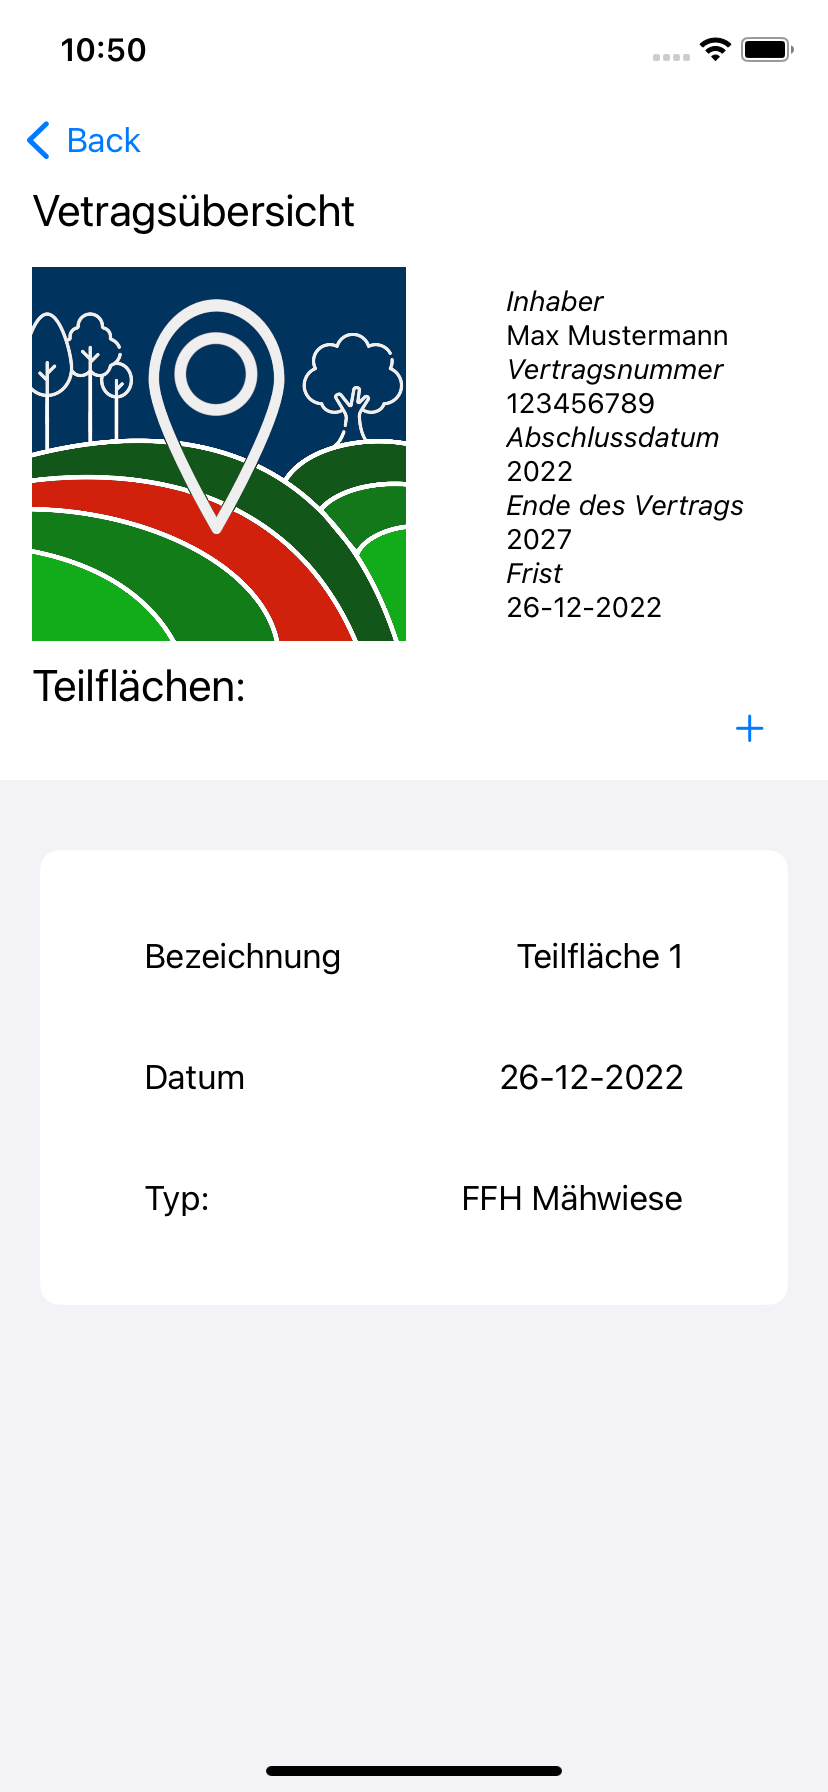 10:50
Back
Vetragsübersicht
Inhaber
Max Mustermann
Vertragsnummer
123456789
Abschlussdatum
2022
Ende des Vertrags
2027
Frist
26-12-2022
Teilflächen:
+
Bezeichnung Teilfläche 1
Datum 26-12-2022
Typ: FFH Mähwiese